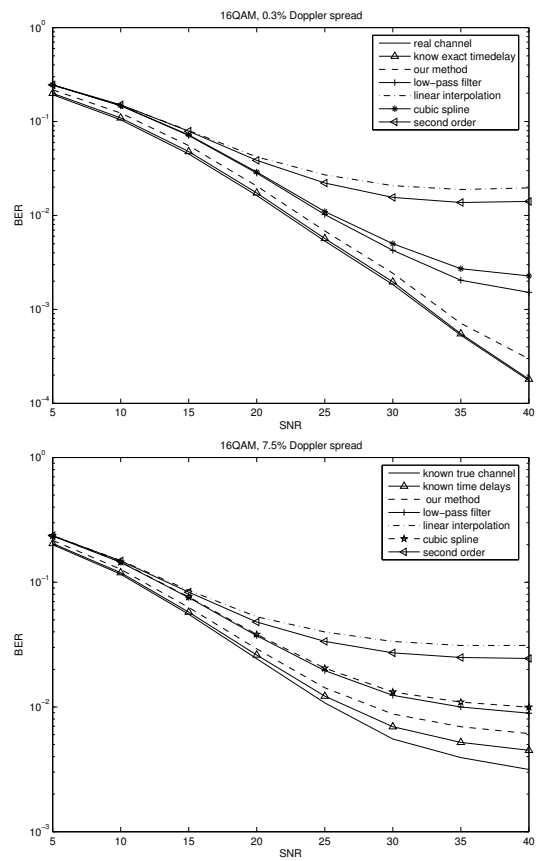 16QAM, 0.3% Doppler spread
10^0
10^-1
10^-2
10^-3
10^-4
BER
5 10 15 20 25 30 35 40
SNR
real channel
know exact timedelay
our method
low-pass filter
linear interpolation
cubic spline
second order
16QAM, 7.5% Doppler spread
10^0
10^-1
10^-2
10^-3
BER
5 10 15 20 25 30 35 40
SNR
known true channel
known time delays
our method
low-pass filter
linear interpolation
cubic spline
second order